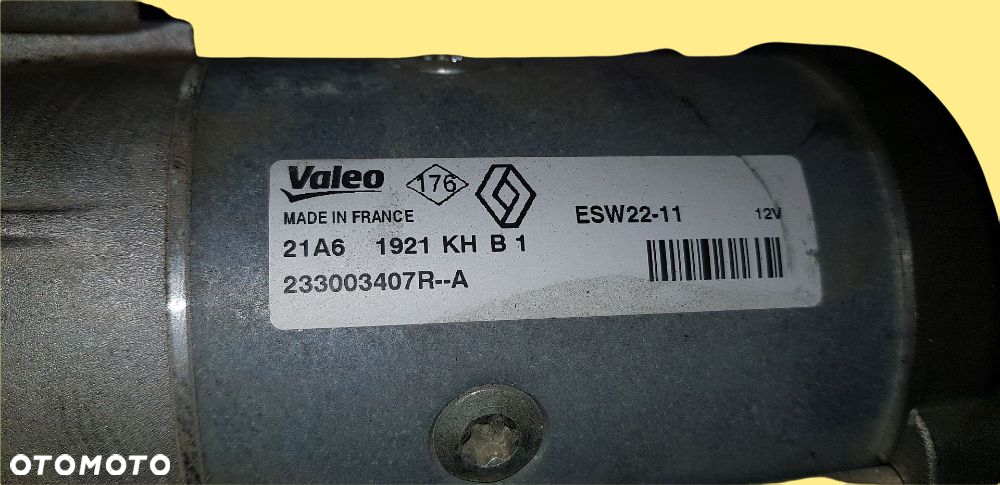 Valeo 176
MADE IN FRANCE ESW22-11 12V
21A6 1921 KH B 1
233003407R--A
OTOMOTO